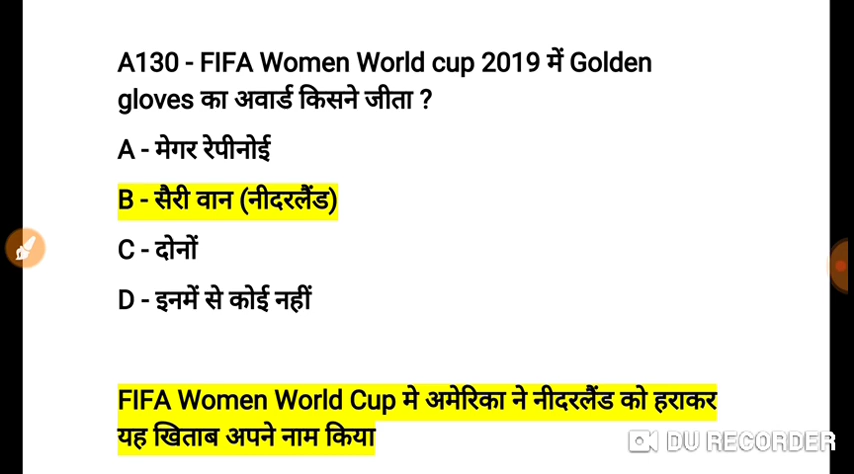 A130 - FIFA Women World cup 2019 में Golden
gloves का अवार्ड किसने जीता ?
A - मेगर रेपीनोई
B - सैरी वान (नीदरलैंड)
C - दोनों
D - इनमें से कोई नहीं
FIFA Women World Cup मे अमेरिका ने नीदरलैंड को हराकर
यह खिताब अपने नाम किया
DU RECORDER